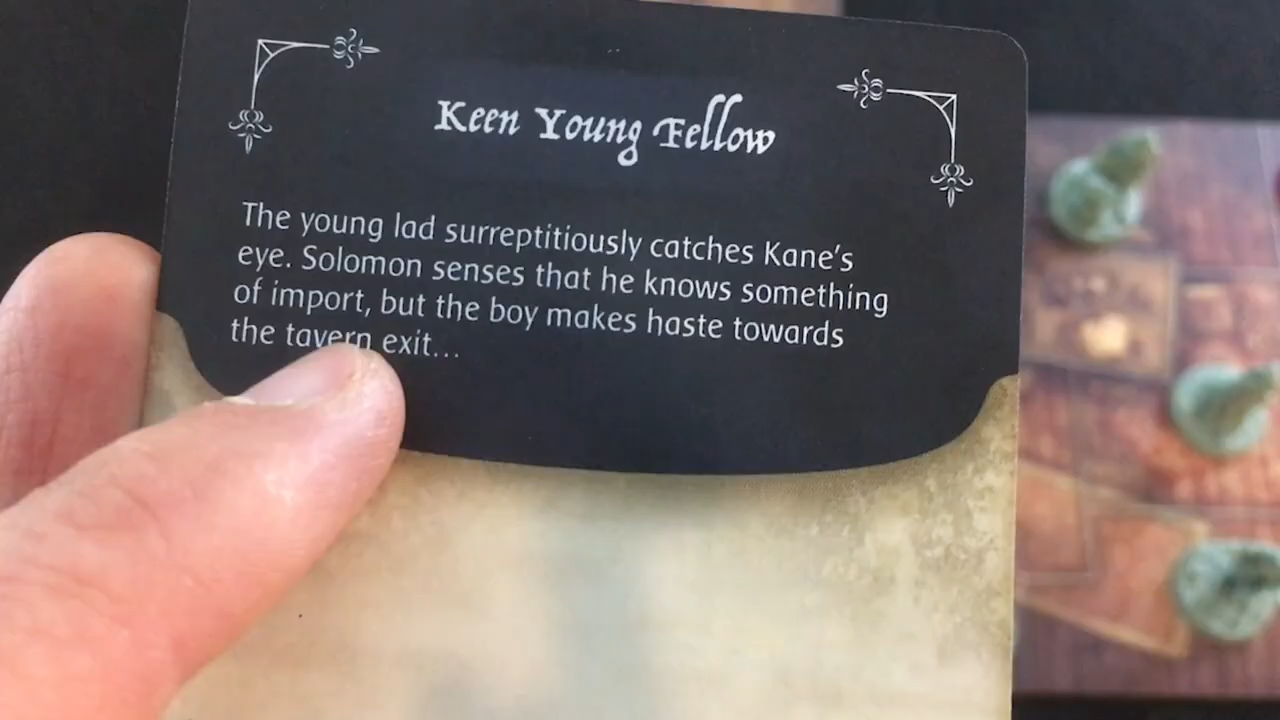 Keen Young Fellow
The young lad surreptitiously catches Kane's
eye. Solomon senses that he knows something
of import, but the boy makes haste towards
the tavern exit...